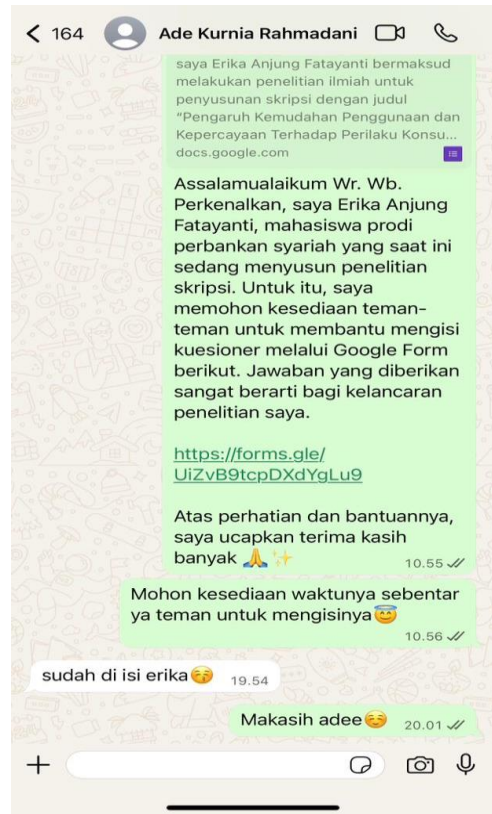 164 Ade Kurnia Rahmadani
saya Erika Anjung Fatayanti bermaksud
melakukan penelitian ilmiah untuk
penyusunan skripsi dengan judul
“Pengaruh Kemudahan Penggunaan dan
Kepercayaan Terhadap Perilaku Konsu...
docs.google.com
Assalamualaikum Wr. Wb.
Perkenalkan, saya Erika Anjung
Fatayanti, mahasiswa prodi
perbankan syariah yang saat ini
sedang menyusun penelitian
skripsi. Untuk itu, saya
memohon kesediaan teman-
teman untuk membantu mengisi
kuesioner melalui Google Form
berikut. Jawaban yang diberikan
sangat berarti bagi kelancaran
penelitian saya.
https://forms.gle/
UiZvB9tcpDXdYgLu9
Atas perhatian dan bantuannya,
saya ucapkan terima kasih
banyak 🙏✨ 10.55
Mohon kesediaan waktunya sebentar
ya teman untuk mengisinya😇
10.56
sudah di isi erika😚 19.54
Makasih adee☺️ 20.01